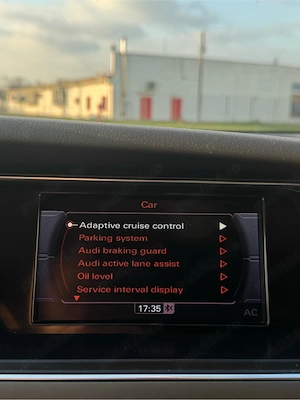 Car
Adaptive cruise control
Parking system
Audi braking guard
Audi active lane assist
Oil level
Service interval display
17:35
AC